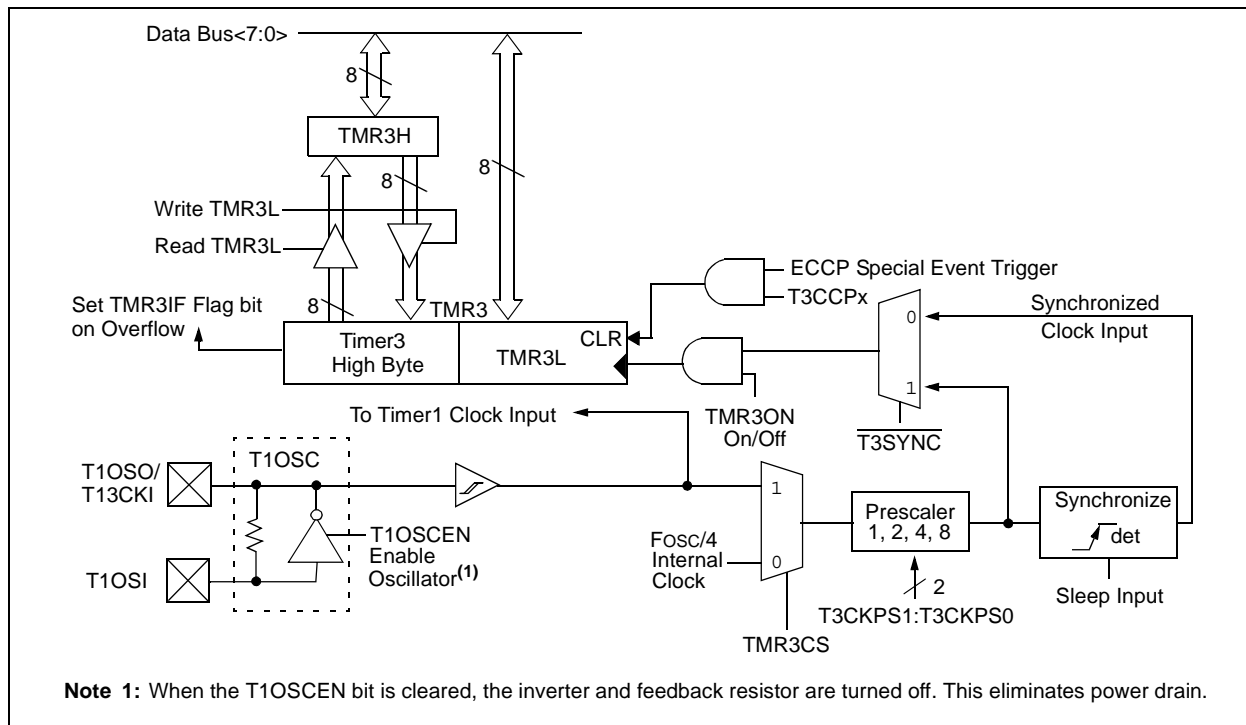 Data Bus<7:0>
8
TMR3H
8
8
Write TMR3L
Read TMR3L
8
TMR3
Set TMR3IF Flag bit
on Overflow
Timer3
High Byte
TMR3L
CLR
ECCP Special Event Trigger
T3CCPx
0
1
Synchronized
Clock Input
TMR3ON
On/Off
T3SYNC
To Timer1 Clock Input
T1OSC
T1OSO/
T13CKI
T1OSI
T1OSCEN
Enable
Oscillator(1)
1
0
FOSC/4
Internal
Clock
TMR3CS
Prescaler
1, 2, 4, 8
2
T3CKPS1:T3CKPS0
Synchronize
det
Sleep Input
Note 1: When the T1OSCEN bit is cleared, the inverter and feedback resistor are turned off. This eliminates power drain.